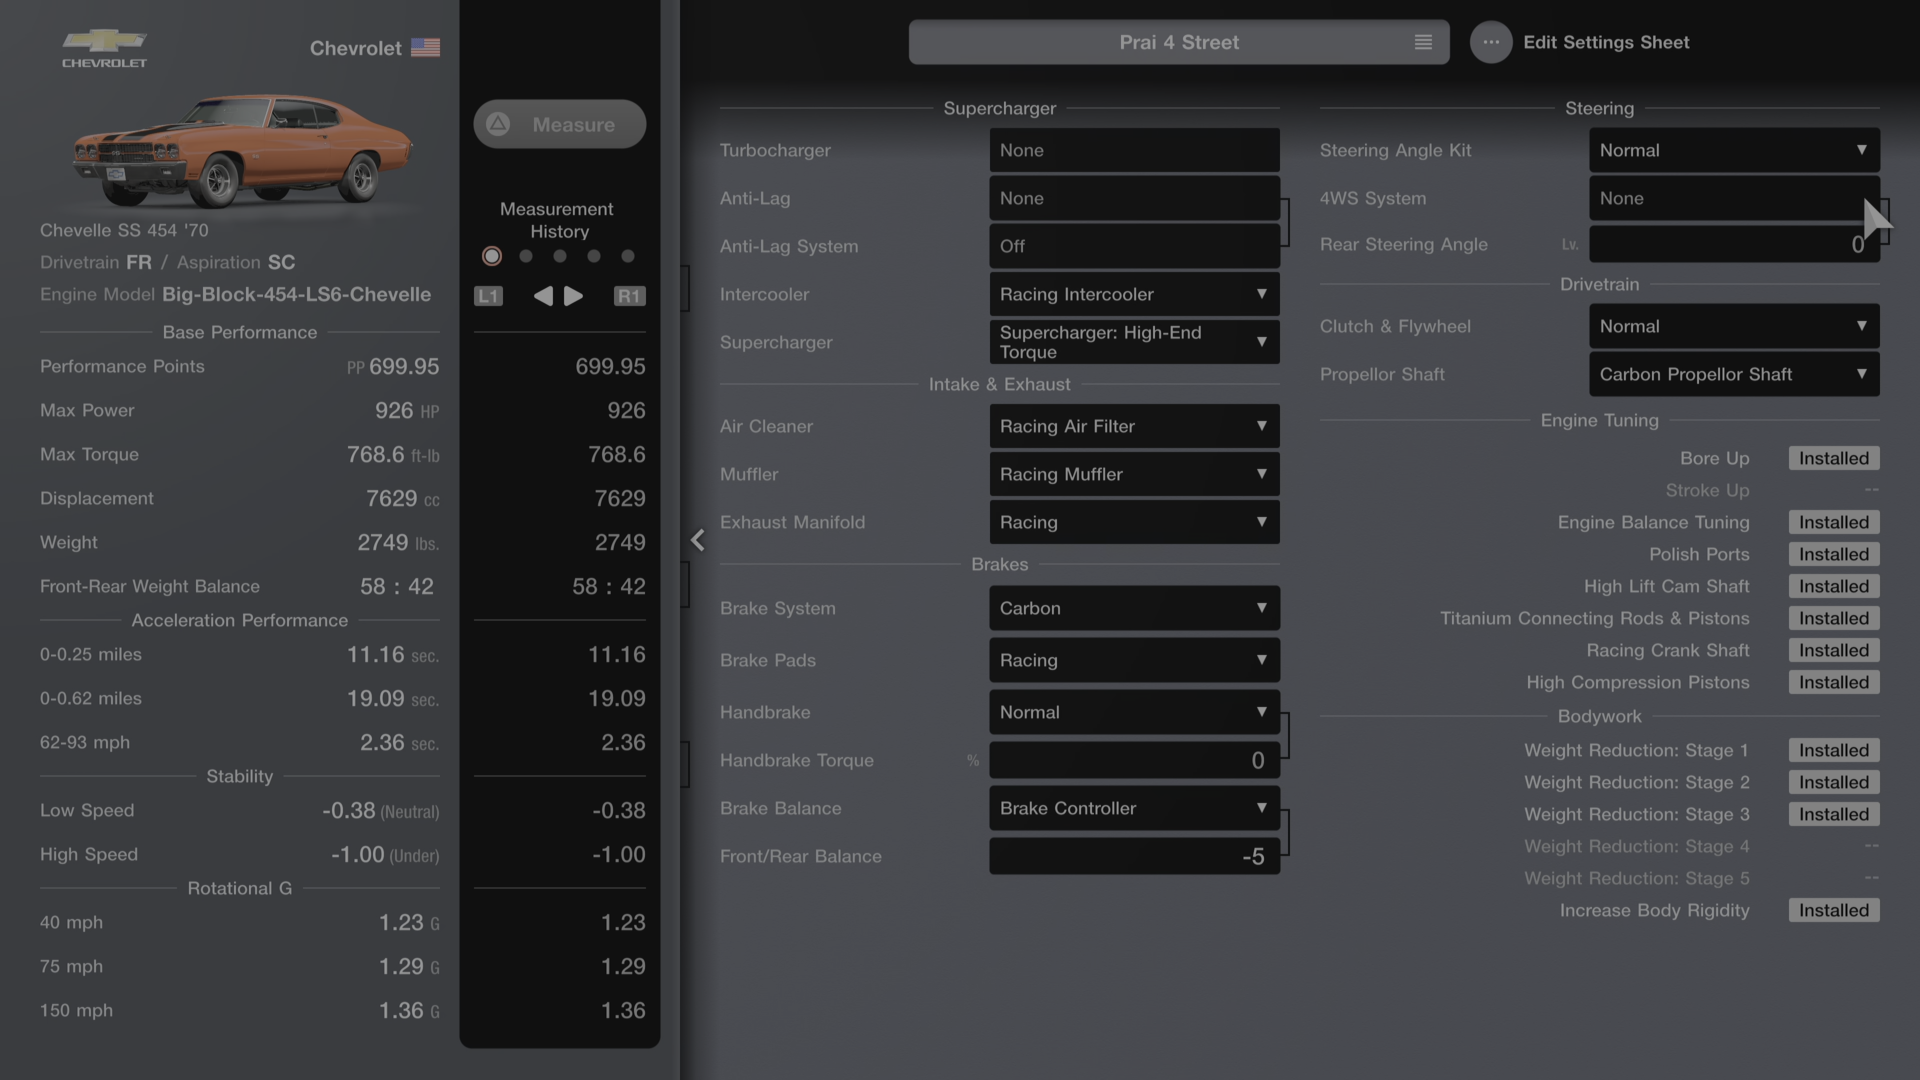 Chevrolet
CHEVROLET
Chevelle SS 454 '70
Drivetrain FR / Aspiration SC
Engine Model Big-Block-454-LS6-Chevelle
Base Performance
Performance Points PP 699.95
Max Power 926 HP
Max Torque 768.6 ft-lb
Displacement 7629 cc
Weight 2749 lbs.
Front-Rear Weight Balance 58 : 42
Acceleration Performance
0-0.25 miles 11.16 sec.
0-0.62 miles 19.09 sec.
62-93 mph 2.36 sec.
Stability
Low Speed -0.38 (Neutral)
High Speed -1.00 (Under)
Rotational G
40 mph 1.23 G
75 mph 1.29 G
150 mph 1.36 G
Measure
Measurement
History
L1 R1
699.95
926
768.6
7629
2749
58 : 42
11.16
19.09
2.36
-0.38
-1.00
1.23
1.29
1.36
Prai 4 Street
Edit Settings Sheet
Supercharger
Turbocharger None
Anti-Lag None
Anti-Lag System Off
Intercooler Racing Intercooler
Supercharger Supercharger: High-End
Torque
Intake & Exhaust
Air Cleaner Racing Air Filter
Muffler Racing Muffler
Exhaust Manifold Racing
Brakes
Brake System Carbon
Brake Pads Racing
Handbrake Normal
Handbrake Torque % 0
Brake Balance Brake Controller
Front/Rear Balance -5
Steering
Steering Angle Kit Normal
4WS System None
Rear Steering Angle Lv. 0
Drivetrain
Clutch & Flywheel Normal
Propellor Shaft Carbon Propellor Shaft
Engine Tuning
Bore Up Installed
Stroke Up --
Engine Balance Tuning Installed
Polish Ports Installed
High Lift Cam Shaft Installed
Titanium Connecting Rods & Pistons Installed
Racing Crank Shaft Installed
High Compression Pistons Installed
Bodywork
Weight Reduction: Stage 1 Installed
Weight Reduction: Stage 2 Installed
Weight Reduction: Stage 3 Installed
Weight Reduction: Stage 4 --
Weight Reduction: Stage 5 --
Increase Body Rigidity Installed